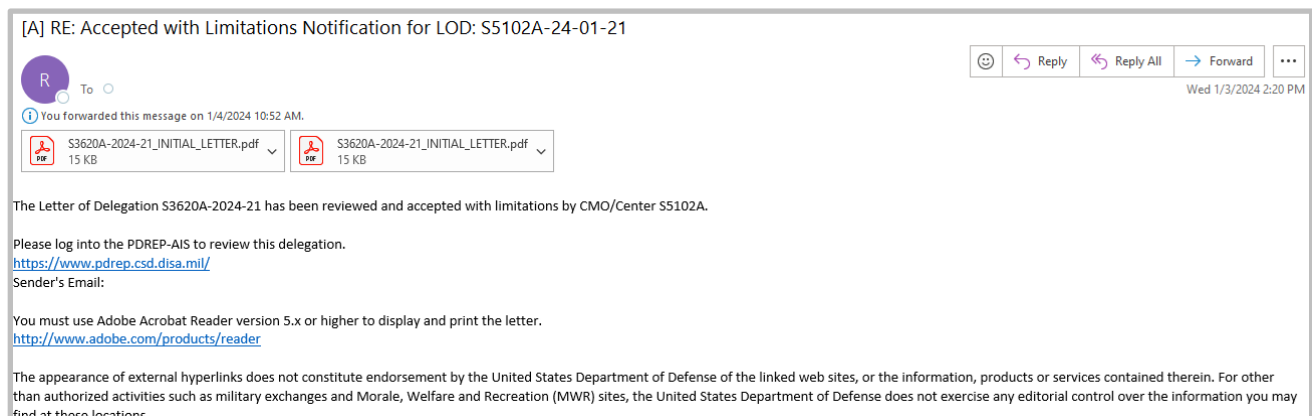 [A] RE: Accepted with Limitations Notification for LOD: S5102A-24-01-21
Reply
Reply All
Forward
R
To
Wed 1/3/2024 2:20 PM
You forwarded this message on 1/4/2024 10:52 AM.
PDF
S3620A-2024-21_INITIAL_LETTER.pdf
15 KB
PDF
S3620A-2024-21_INITIAL_LETTER.pdf
15 KB
The Letter of Delegation S3620A-2024-21 has been reviewed and accepted with limitations by CMO/Center S5102A.
Please log into the PDREP-AIS to review this delegation.
https://www.pdrep.csd.disa.mil/
Sender's Email:
You must use Adobe Acrobat Reader version 5.x or higher to display and print the letter.
http://www.adobe.com/products/reader
The appearance of external hyperlinks does not constitute endorsement by the United States Department of Defense of the linked web sites, or the information, products or services contained therein. For other
than authorized activities such as military exchanges and Morale, Welfare and Recreation (MWR) sites, the United States Department of Defense does not exercise any editorial control over the information you may
find at these locations.